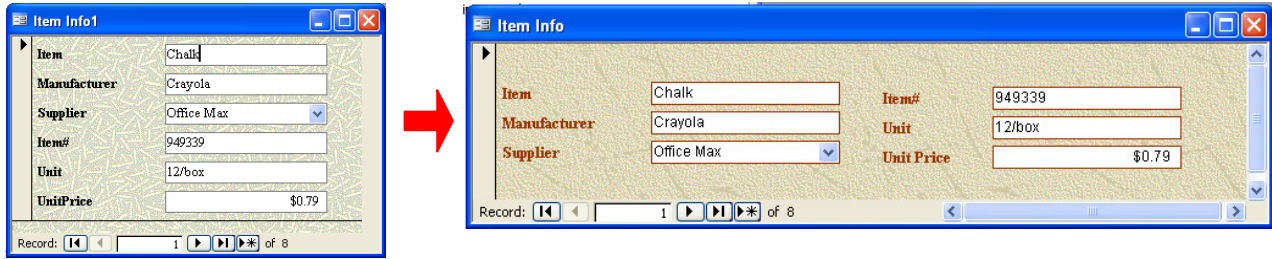 Item Info1
Item Chalk
Manufacturer Crayola
Supplier Office Max
Item# 949339
Unit 12/box
UnitPrice $0.79
Record: 1 of 8
Item Info
Item Chalk Item# 949339
Manufacturer Crayola Unit 12/box
Supplier Office Max Unit Price $0.79
Record: 1 of 8